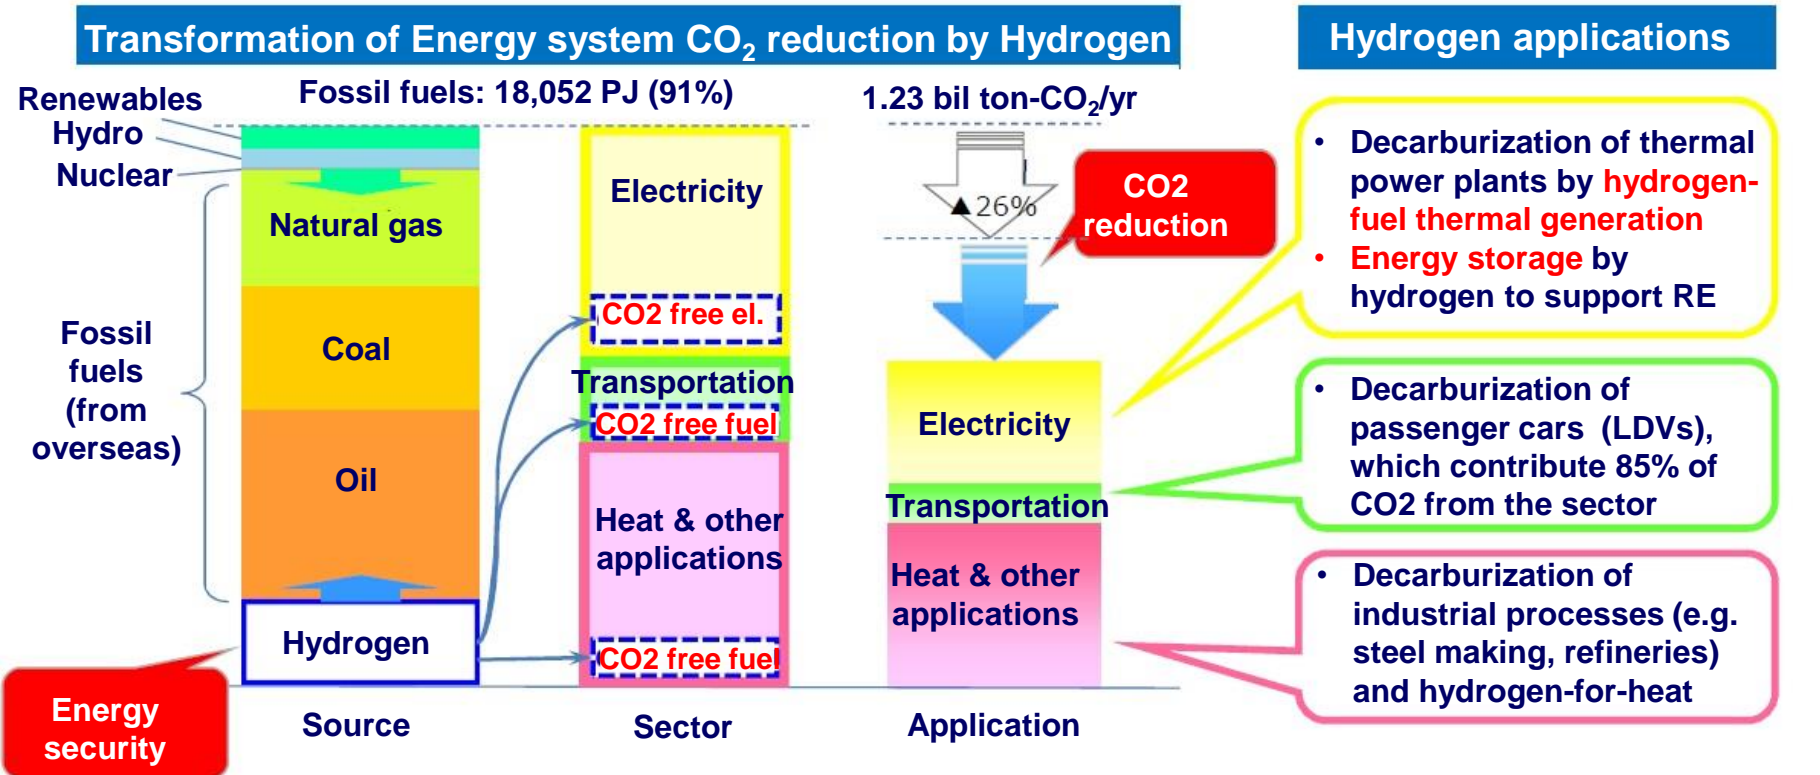 Transformation of Energy system CO₂ reduction by Hydrogen
Hydrogen applications
Fossil fuels: 18,052 PJ (91%)
1.23 bil ton-CO₂/yr
Renewables
Hydro
Nuclear
Natural gas
Coal
Oil
Hydrogen
Fossil
fuels
(from
overseas)
Energy
security
Source
Electricity
CO2 free el.
Transportation
CO2 free fuel
Heat & other
applications
CO2 free fuel
Sector
▲26%
CO2
reduction
Electricity
Transportation
Heat & other
applications
Application
• Decarburization of thermal
power plants by hydrogen-
fuel thermal generation
• Energy storage by
hydrogen to support RE
• Decarburization of
passenger cars (LDVs),
which contribute 85% of
CO2 from the sector
• Decarburization of
industrial processes (e.g.
steel making, refineries)
and hydrogen-for-heat